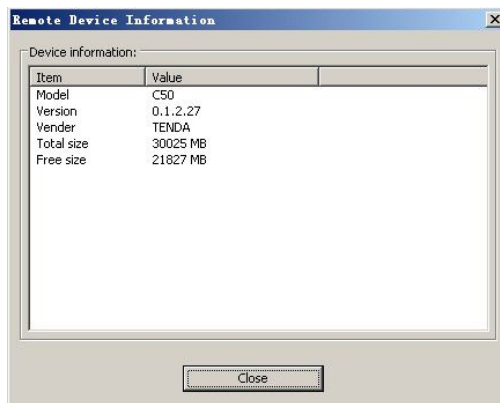 Remote Device Information
Device information:
Item Value
Model C50
Version 0.1.2.27
Vender TENDA
Total size 30025 MB
Free size 21827 MB
Close